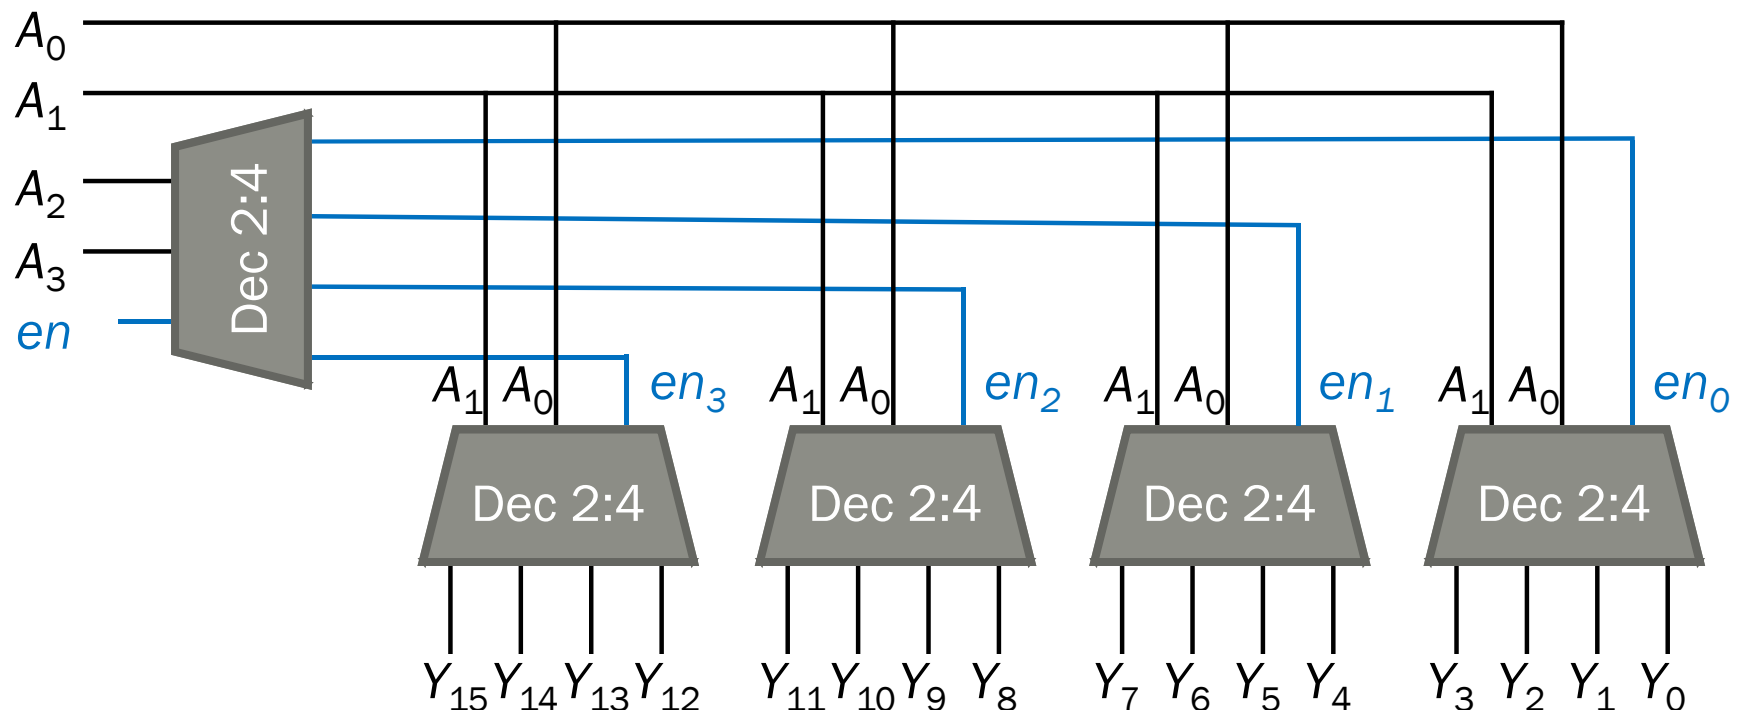 A0
A1
A2
A3
en
Dec 2:4
A1 A0 en3 A1 A0 en2 A1 A0 en1 A1 A0 en0
Dec 2:4 Dec 2:4 Dec 2:4 Dec 2:4
Y15 Y14 Y13 Y12 Y11 Y10 Y9 Y8 Y7 Y6 Y5 Y4 Y3 Y2 Y1 Y0